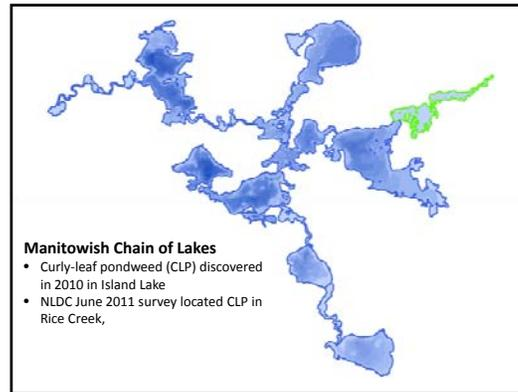 Manitowish Chain of Lakes
• Curly-leaf pondweed (CLP) discovered
in 2010 in Island Lake
• NLDC June 2011 survey located CLP in
Rice Creek,